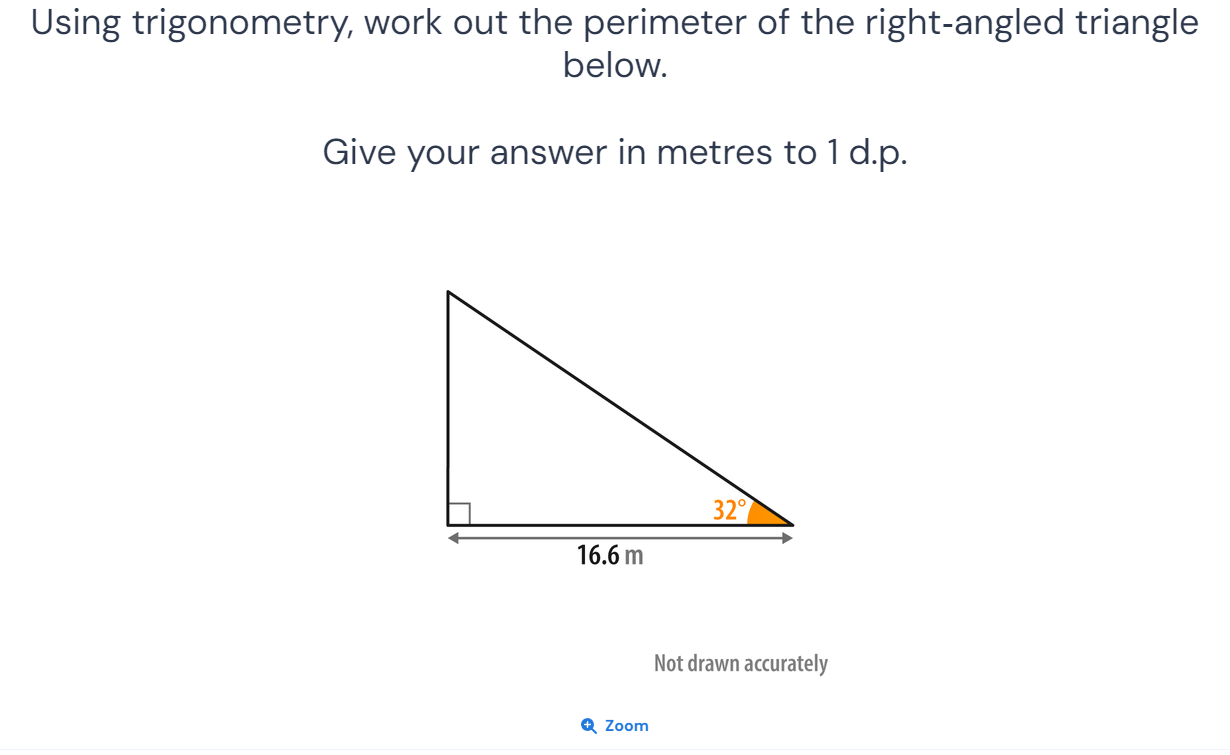 Using trigonometry, work out the perimeter of the right-angled triangle
below.
Give your answer in metres to 1 d.p.
32°
16.6 m
Not drawn accurately
Zoom